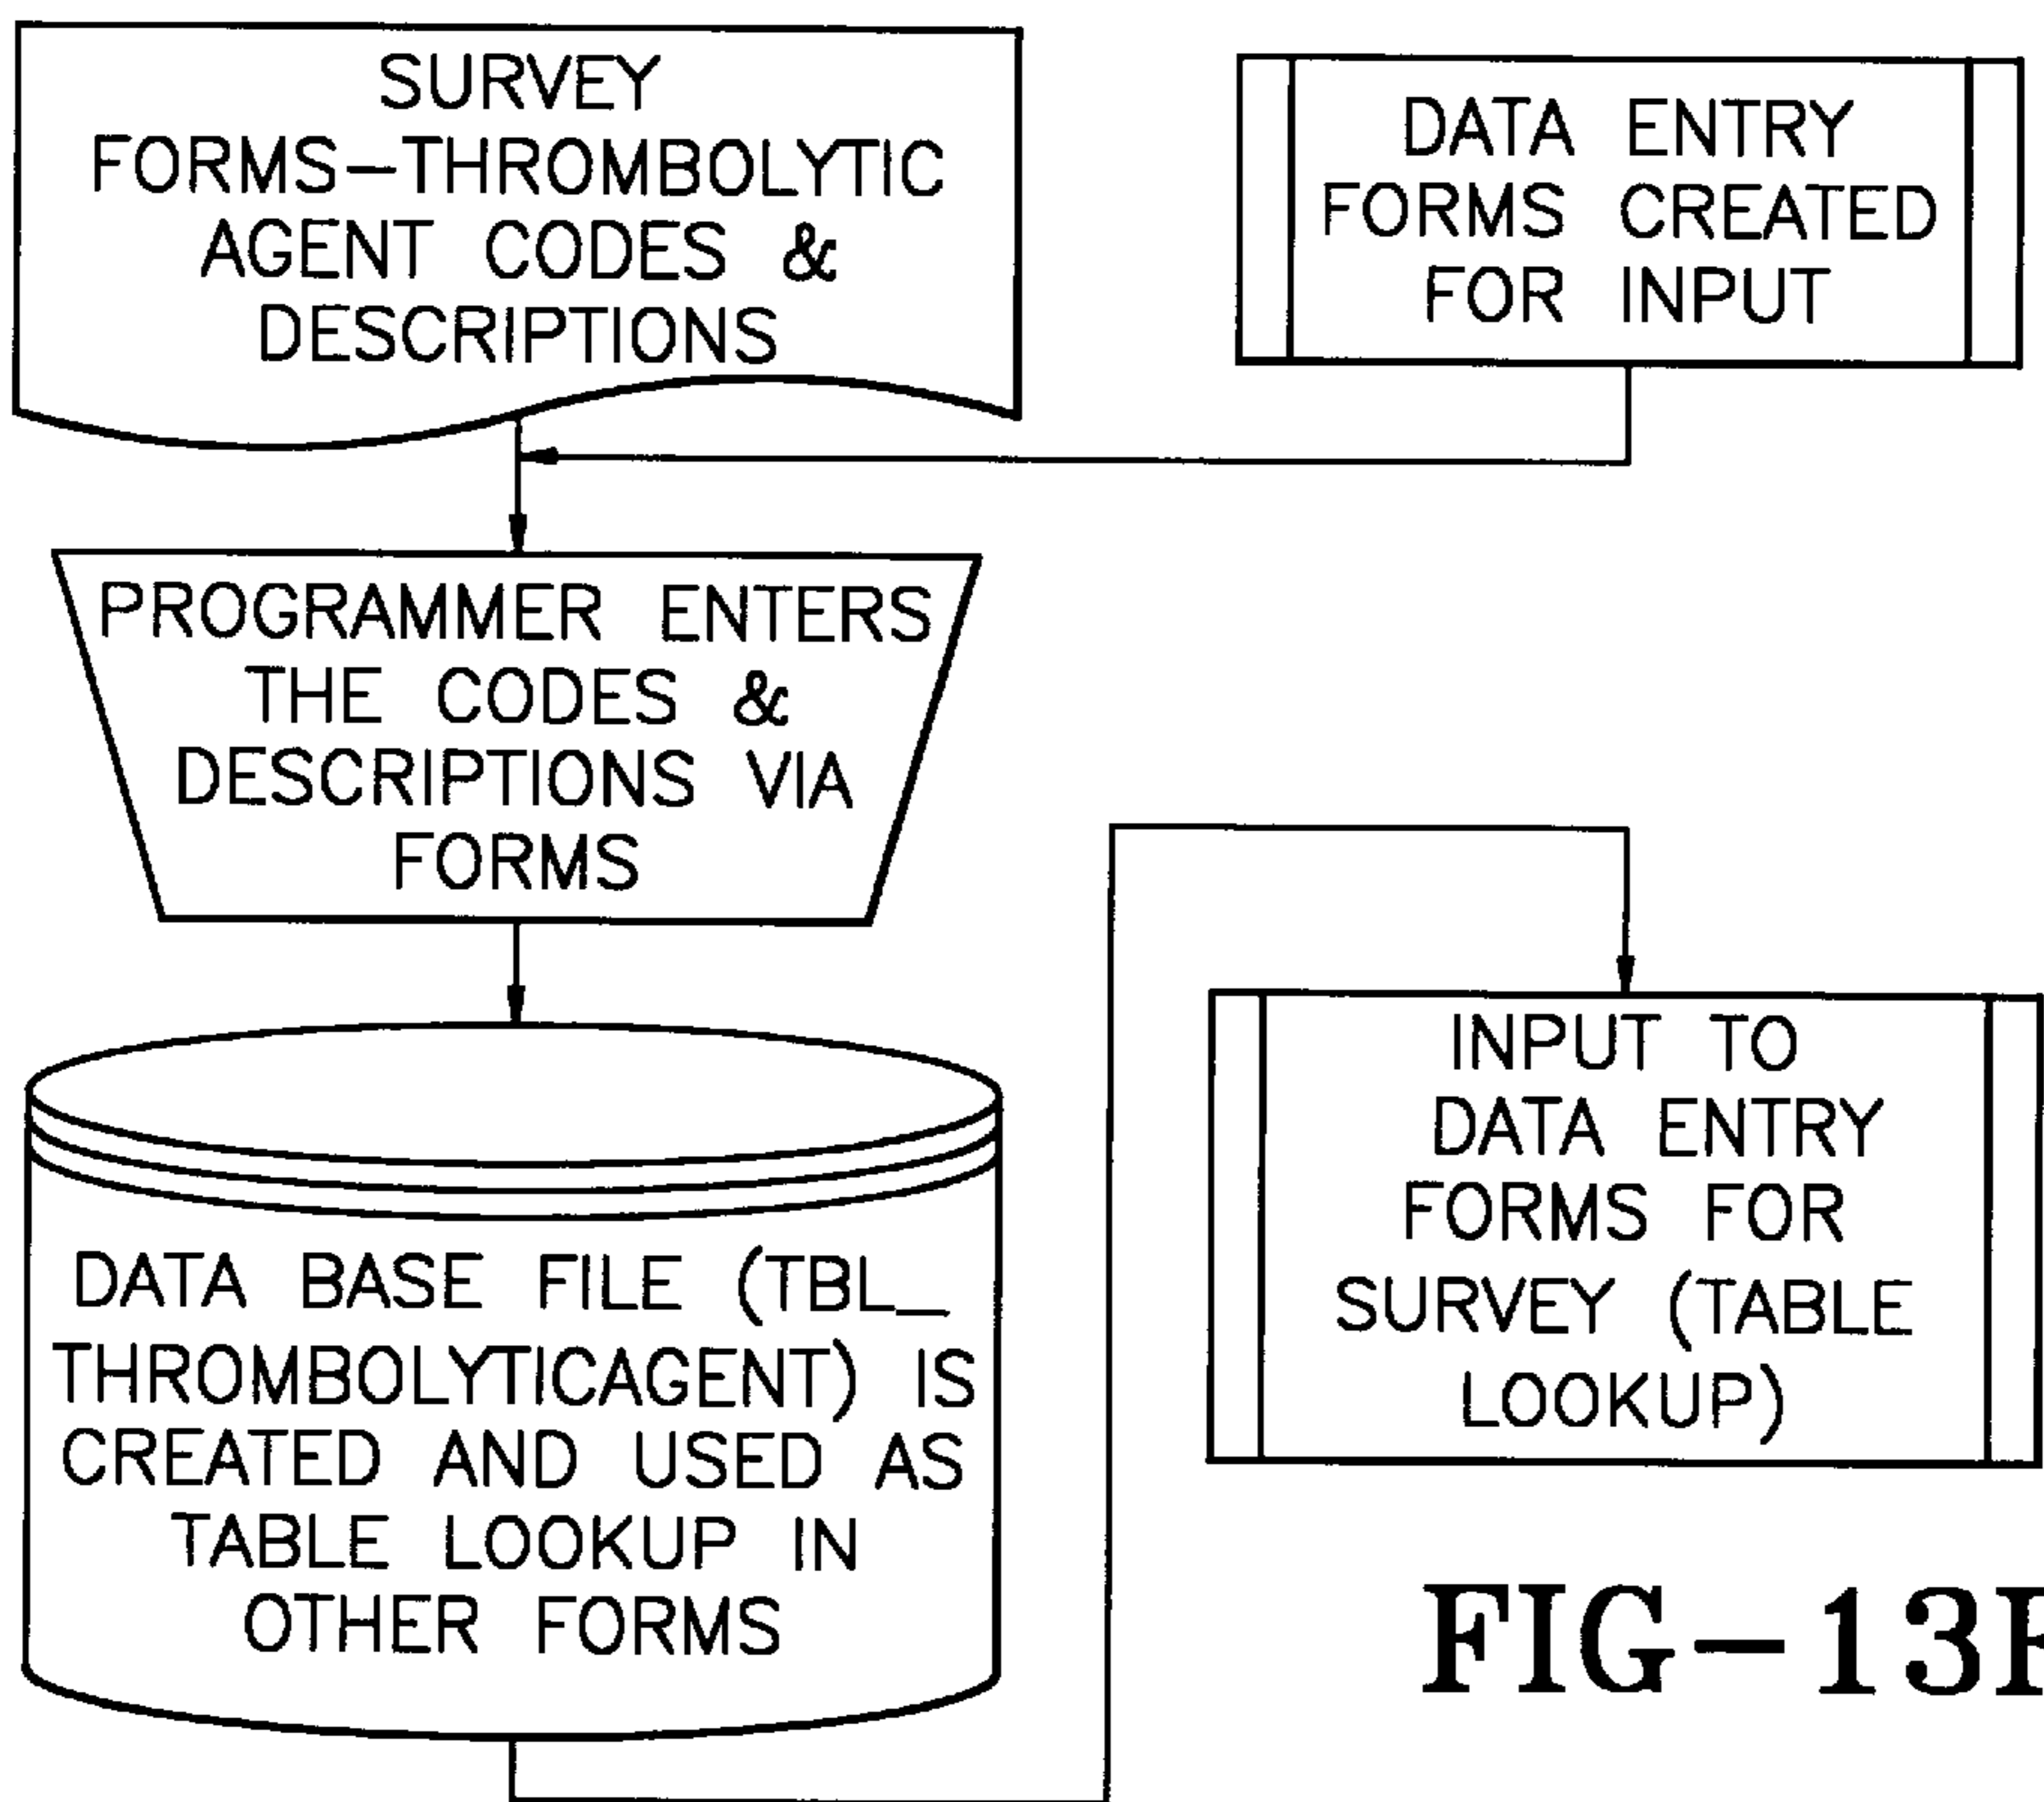 SURVEY
FORMS-THROMBOLYTIC
AGENT CODES &
DESCRIPTIONS
DATA ENTRY
FORMS CREATED
FOR INPUT
PROGRAMMER ENTERS
THE CODES &
DESCRIPTIONS VIA
FORMS
DATA BASE FILE (TBL_
THROMBOLYTICAGENT) IS
CREATED AND USED AS
TABLE LOOKUP IN
OTHER FORMS
INPUT TO
DATA ENTRY
FORMS FOR
SURVEY (TABLE
LOOKUP)